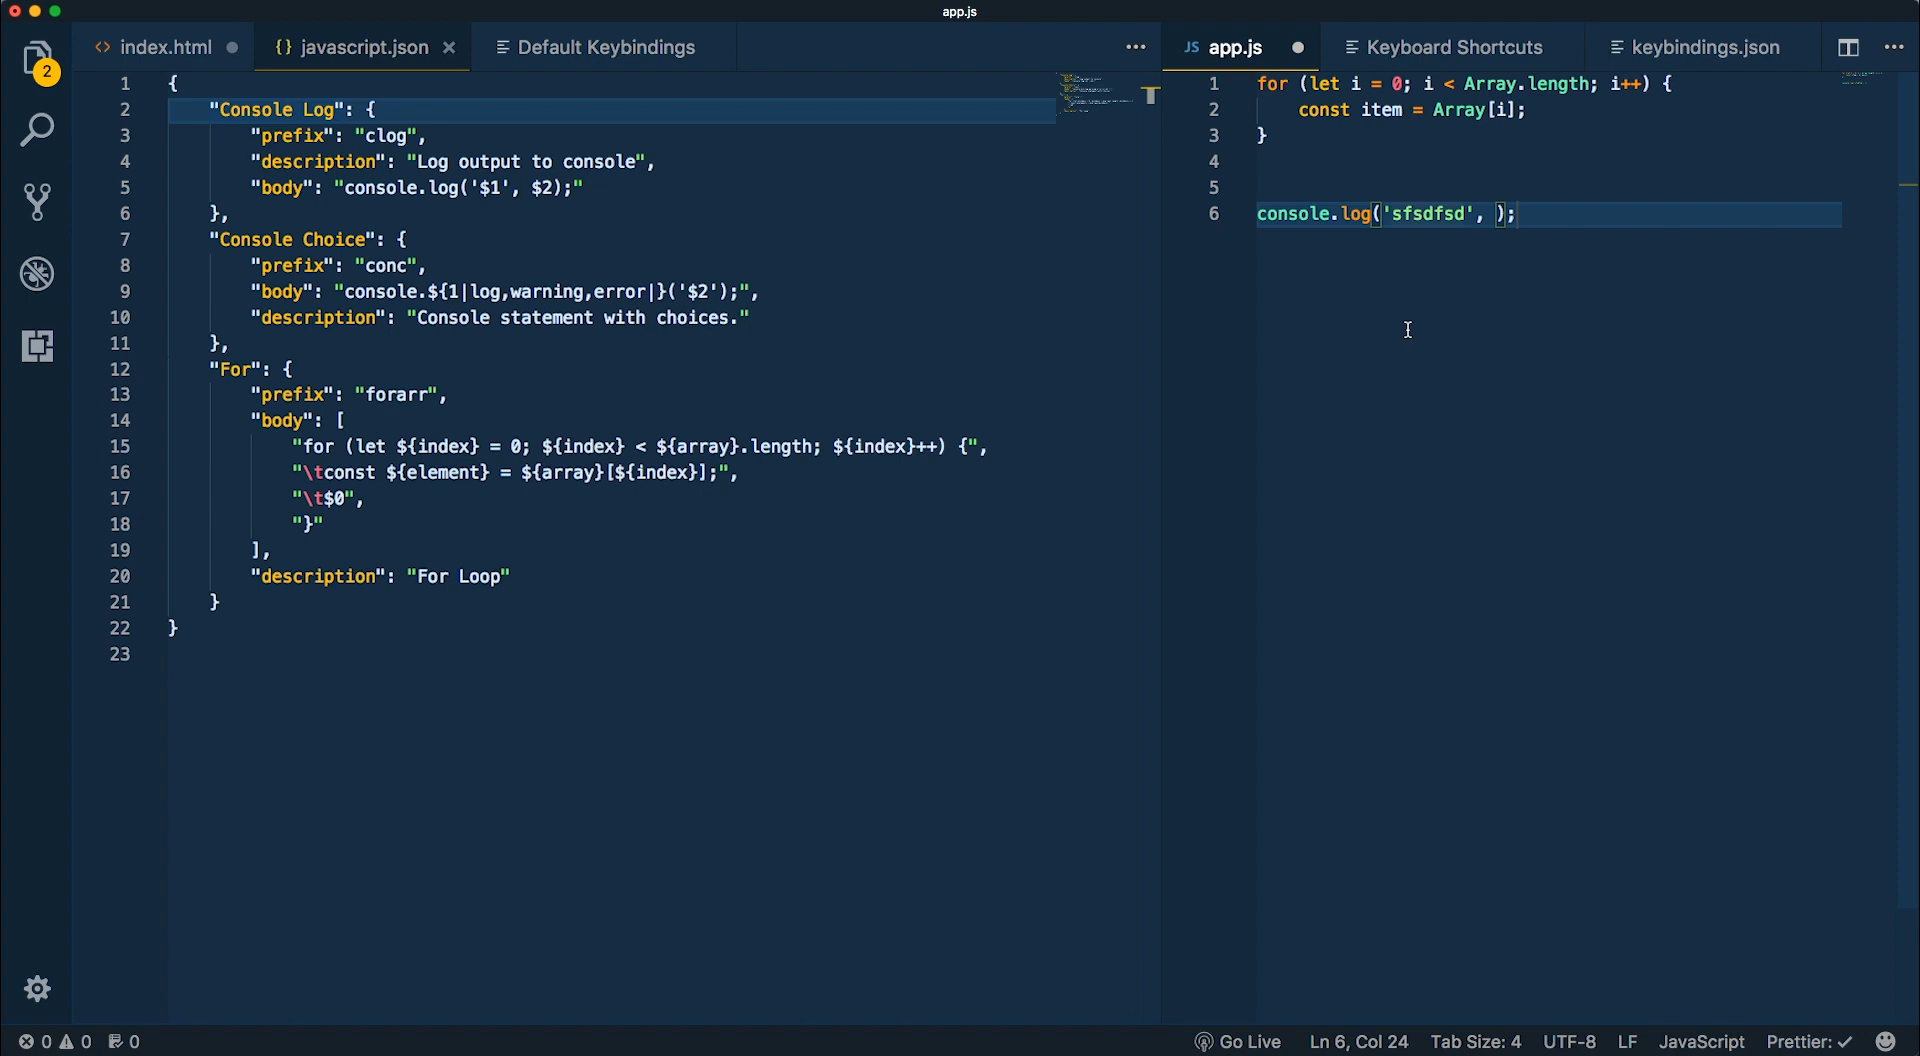 app.js
2
<> index.html
{} javascript.json
Default Keybindings
JS app.js
Keyboard Shortcuts
keybindings.json
1 {
2 "Console Log": {
3 "prefix": "clog",
4 "description": "Log output to console",
5 "body": "console.log('$1', $2);"
6 },
7 "Console Choice": {
8 "prefix": "conc",
9 "body": "console.${1|log,warning,error|}('$2');",
10 "description": "Console statement with choices."
11 },
12 "For": {
13 "prefix": "forarr",
14 "body": [
15 "for (let ${index} = 0; ${index} < ${array}.length; ${index}++) {",
16 "\tconst ${element} = ${array}[${index}];",
17 "\t$0",
18 "}"
19 ],
20 "description": "For Loop"
21 }
22 }
23
1 for (let i = 0; i < Array.length; i++) {
2 const item = Array[i];
3 }
4
5
6 console.log('sfsdfsd', );
0 0 0
Go Live Ln 6, Col 24 Tab Size: 4 UTF-8 LF JavaScript Prettier: ✓